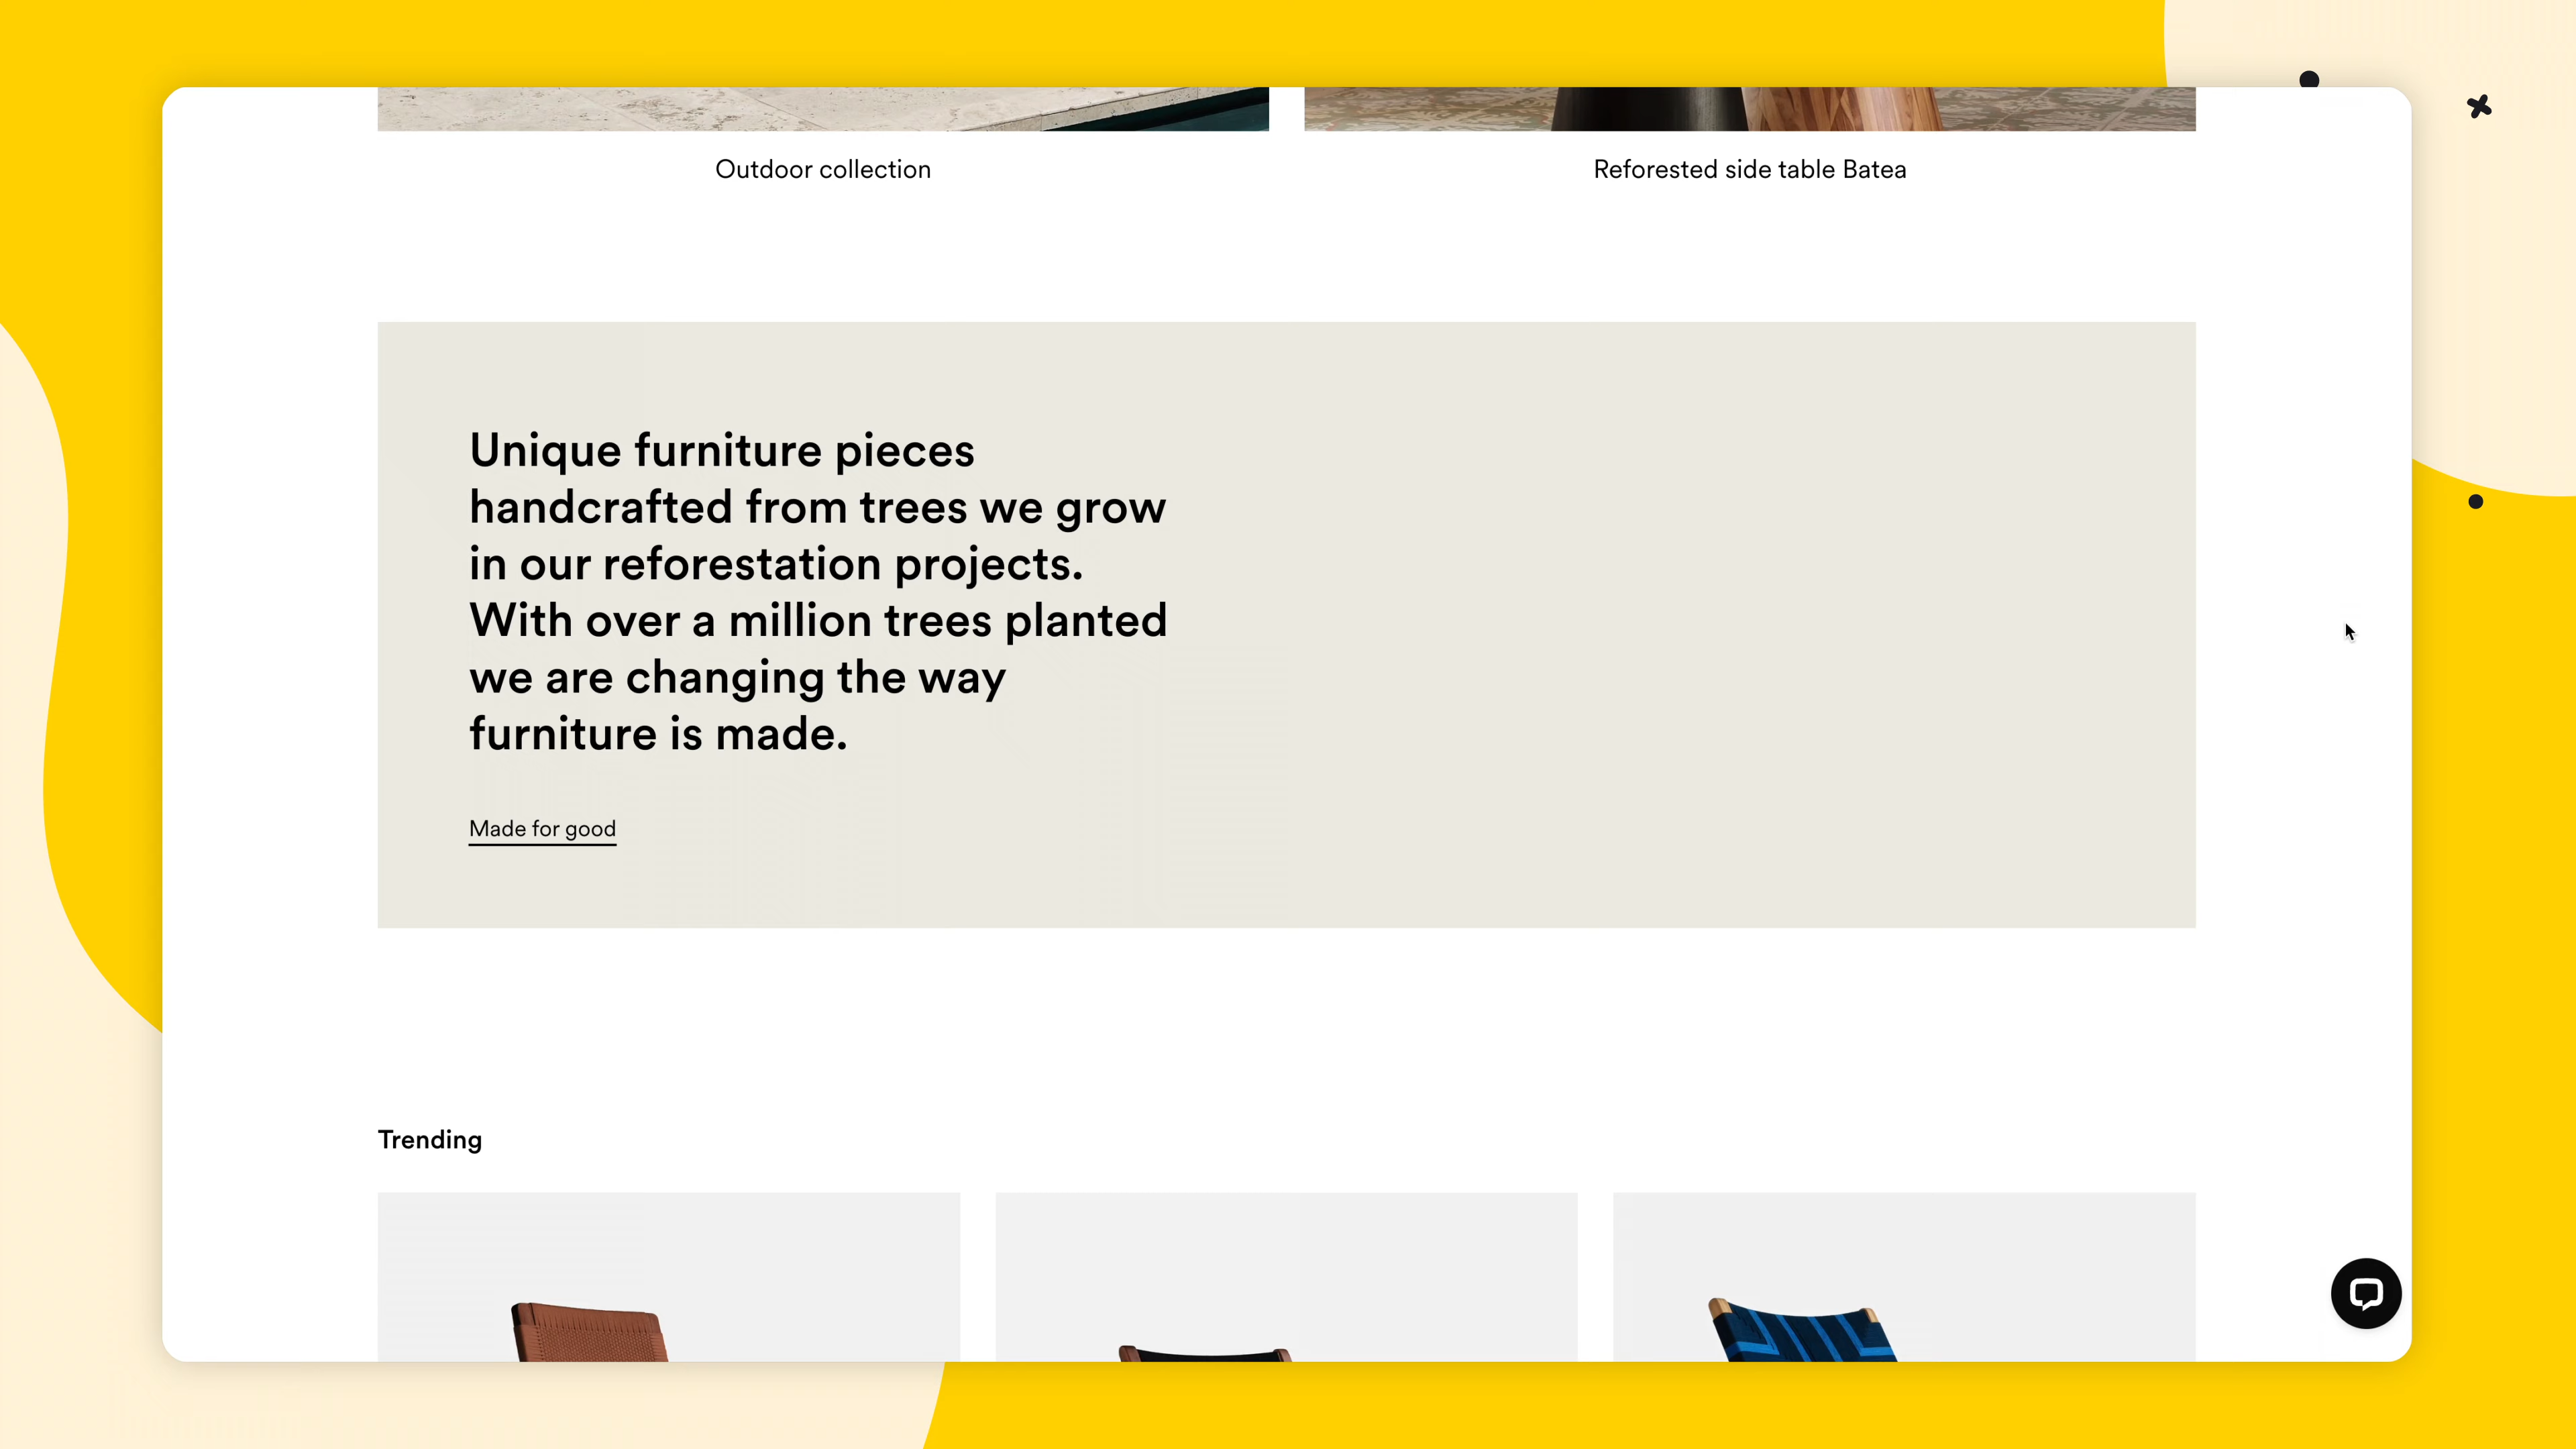 Outdoor collection
Reforested side table Batea
Unique furniture pieces
handcrafted from trees we grow
in our reforestation projects.
With over a million trees planted
we are changing the way
furniture is made.
Made for good
Trending